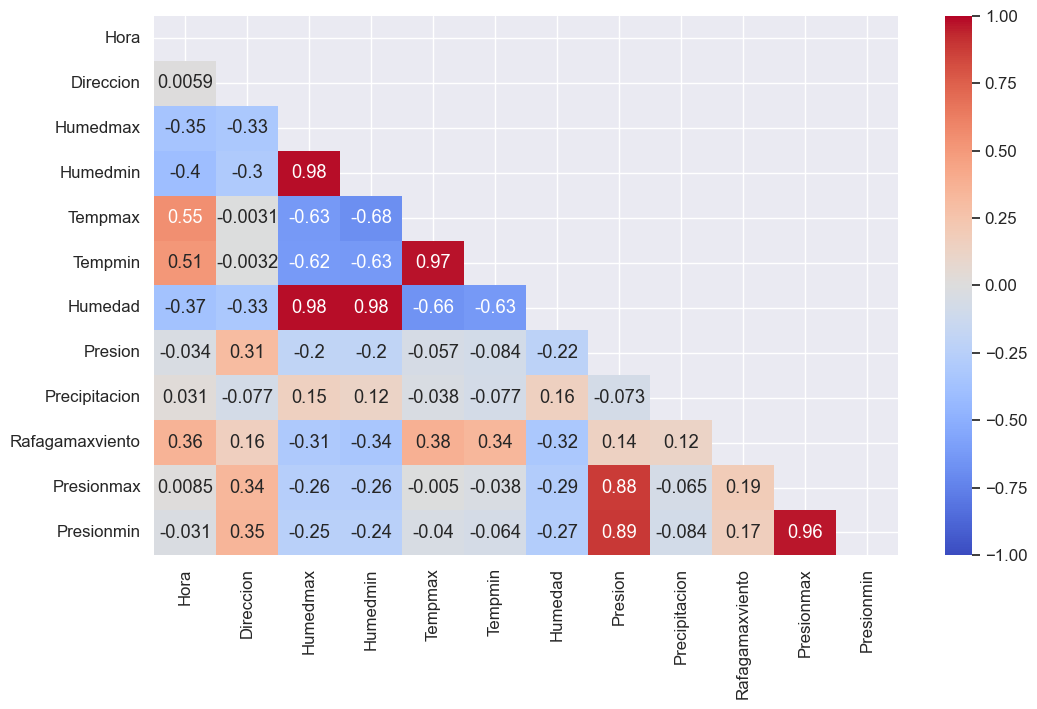 Hora
Direccion 0.0059
Humedmax -0.35 -0.33
Humedmin -0.4 -0.3 0.98
Tempmax 0.55 -0.0031 -0.63 -0.68
Tempmin 0.51 -0.0032 -0.62 -0.63 0.97
Humedad -0.37 -0.33 0.98 0.98 -0.66 -0.63
Presion -0.034 0.31 -0.2 -0.2 -0.057 -0.084 -0.22
Precipitacion 0.031 -0.077 0.15 0.12 -0.038 -0.077 0.16 -0.073
Rafagamaxviento 0.36 0.16 -0.31 -0.34 0.38 0.34 -0.32 0.14 0.12
Presionmax 0.0085 0.34 -0.26 -0.26 -0.005 -0.038 -0.29 0.88 -0.065 0.19
Presionmin -0.031 0.35 -0.25 -0.24 -0.04 -0.064 -0.27 0.89 -0.084 0.17 0.96
Hora
Direccion
Humedmax
Humedmin
Tempmax
Tempmin
Humedad
Presion
Precipitacion
Rafagamaxviento
Presionmax
Presionmin
1.00
0.75
0.50
0.25
0.00
−0.25
−0.50
−0.75
−1.00